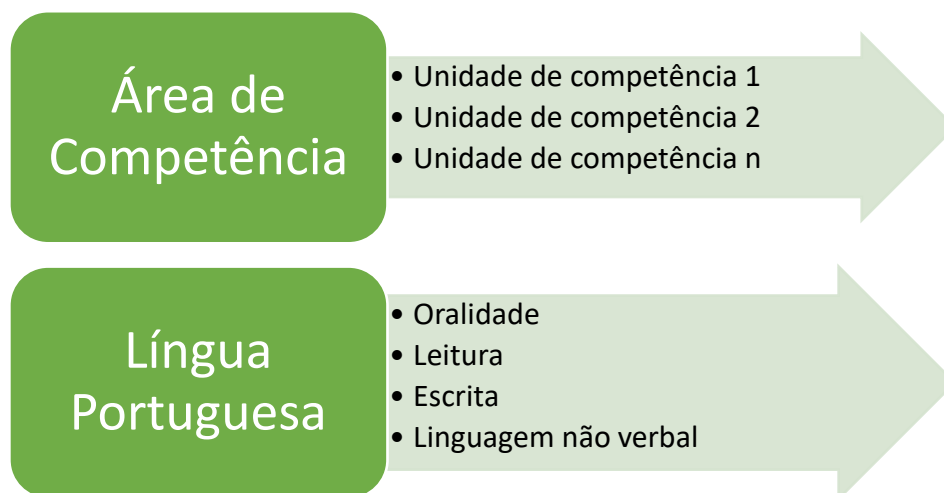 Área de
Competência
• Unidade de competência 1
• Unidade de competência 2
• Unidade de competência n
Língua
Portuguesa
• Oralidade
• Leitura
• Escrita
• Linguagem não verbal